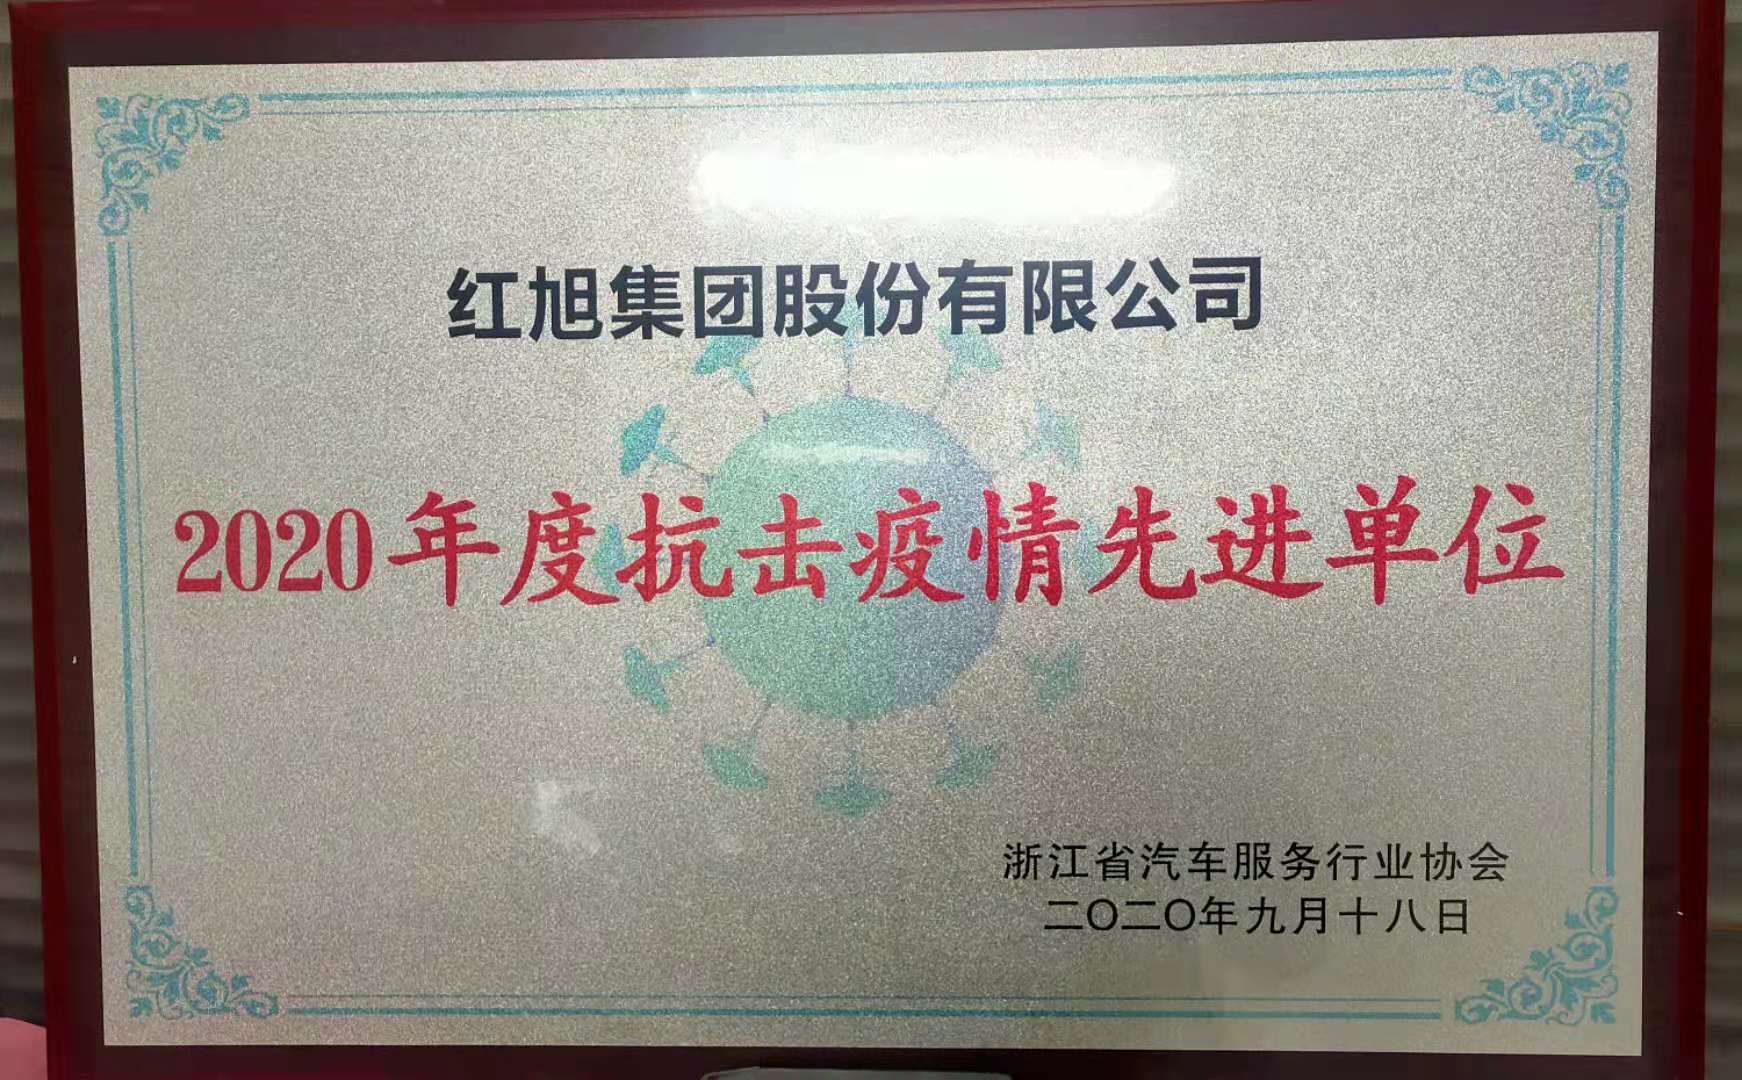 红旭集团股份有限公司
2020年度抗击疫情先进单位
浙江省汽车服务行业协会
二〇二〇年九月十八日